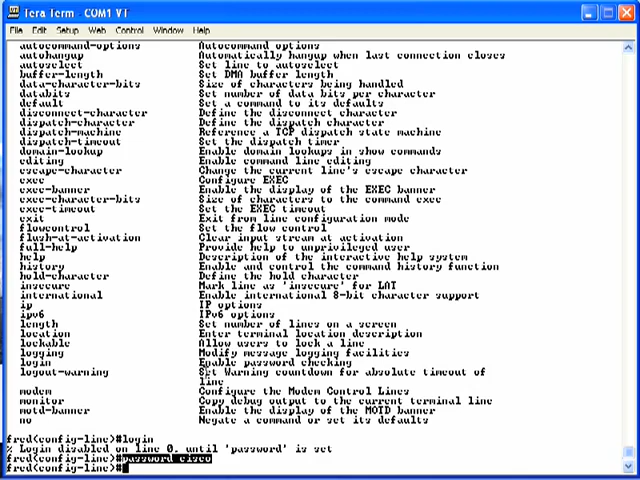 Tera Term - COM1 VT
File Edit Setup Web Control Window Help
autocommand-options Autocommand options
autohangup Automatically hangup when last connection closes
autoselect Set line to autoselect
buffer-length Set DMA buffer length
data-character-bits Size of characters being handled
databits Set number of data bits per character
default Set a command to its defaults
disconnect-character Define the disconnect character
dispatch-character Define the dispatch character
dispatch-machine Reference a TCP dispatch state machine
dispatch-timeout Set the dispatch timer
domain-lookup Enable domain lookups in show commands
editing Enable command line editing
escape-character Change the current line's escape character
exec Configure EXEC
exec-banner Enable the display of the EXEC banner
exec-character-bits Size of characters to the command exec
exec-timeout Set the EXEC timeout
exit Exit from line configuration mode
flowcontrol Set the flow control
flush-at-activation Clear input stream at activation
full-help Provide help to unprivileged user
help Description of the interactive help system
history Enable and control the command history function
hold-character Define the hold character
insecure Mark line as 'insecure' for LAT
international Enable international 8-bit character support
ip IP options
ipv6 IPv6 options
length Set number of lines on a screen
location Enter terminal location description
lockable Allow users to lock a line
logging Modify message logging facilities
login Enable password checking
logout-warning Set Warning countdown for absolute timeout of
line
modem Configure the Modem Control Lines
monitor Copy debug output to the current terminal line
motd-banner Enable the display of the MOTD banner
no Negate a command or set its defaults
fred(config-line)#login
% Login disabled on line 0, until 'password' is set
fred(config-line)#password cisco
fred(config-line)#